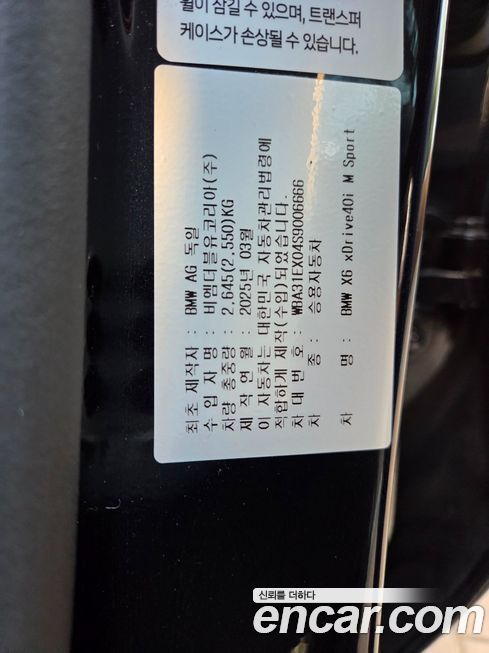 휠이 잠길 수 있으며, 트랜스퍼
케이스가 손상될 수 있습니다.
최초 제작자 : BMW AG 독일
수 입 자 명 : 비엠더블유코리아(주)
차량 총중량 : 2.645(2.550)KG
제 작 연 월 : 2025년 03월
이 자동차는 대한민국 자동차관리법령에
적합하게 제작(수입)되었습니다.
차 대 번 호 : WBA31EX04S9006666
차 종 : 승용자동차
차 명 : BMW X6 xDrive40i M Sport
신뢰를 더하다
encar.com